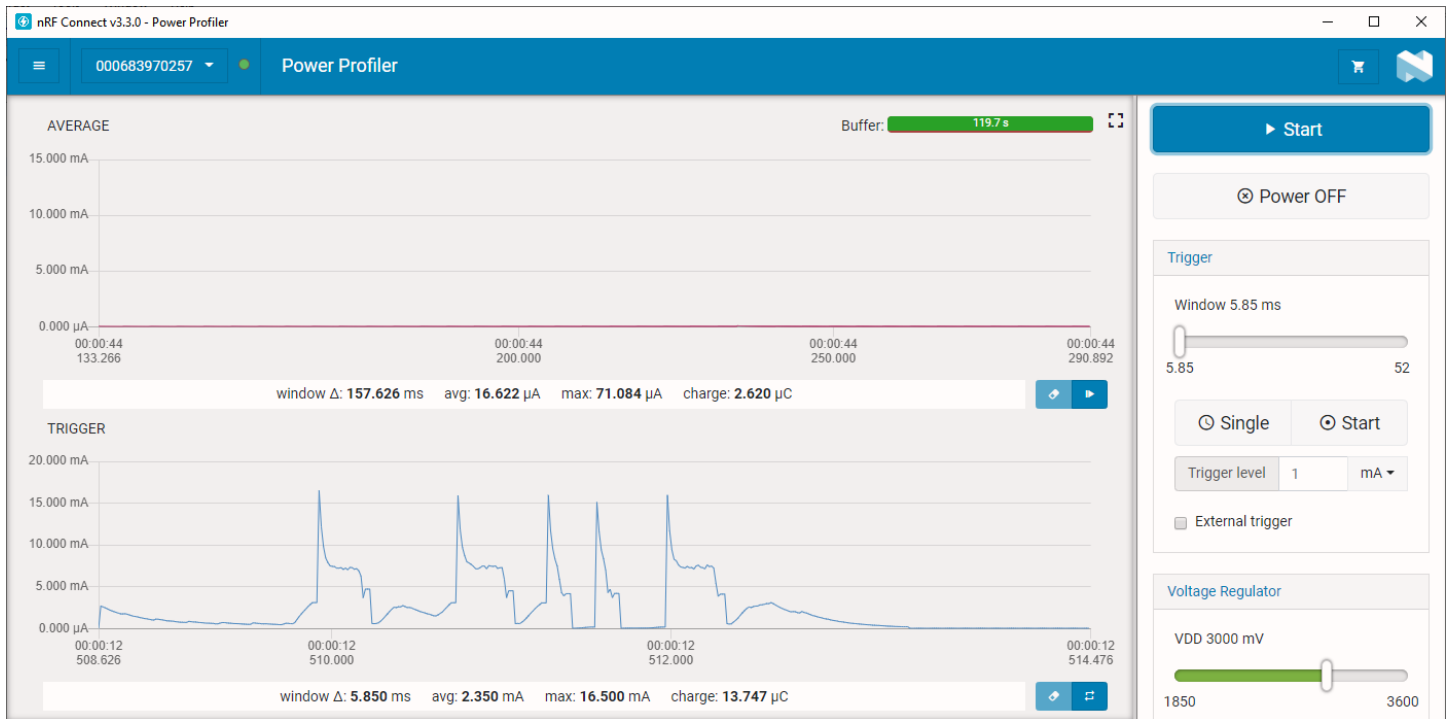 nRF Connect v3.3.0 - Power Profiler
000683970257
Power Profiler
AVERAGE
Buffer: 119.7 s
15.000 mA
10.000 mA
5.000 mA
0.000 µA
00:00:44 00:00:44 00:00:44 00:00:44
133.266 200.000 250.000 290.892
window Δ: 157.626 ms avg: 16.622 µA max: 71.084 µA charge: 2.620 µC
TRIGGER
20.000 mA
15.000 mA
10.000 mA
5.000 mA
0.000 µA
00:00:12 00:00:12 00:00:12 00:00:12
508.626 510.000 512.000 514.476
window Δ: 5.850 ms avg: 2.350 mA max: 16.500 mA charge: 13.747 µC
Start
Power OFF
Trigger
Window 5.85 ms
5.85 52
Single Start
Trigger level 1 mA
External trigger
Voltage Regulator
VDD 3000 mV
1850 3600